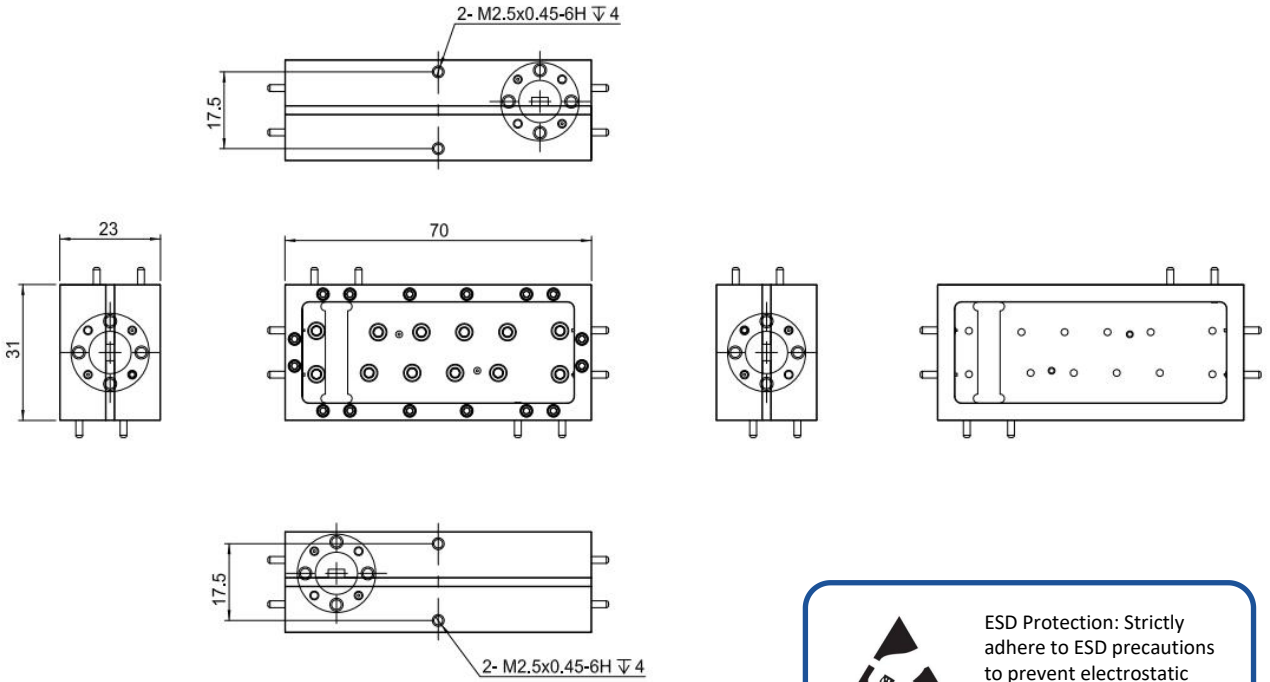 2- M2.5x0.45-6H ↧ 4
17.5
23
70
31
17.5
2- M2.5x0.45-6H ↧ 4
ESD Protection: Strictly
adhere to ESD precautions
to prevent electrostatic